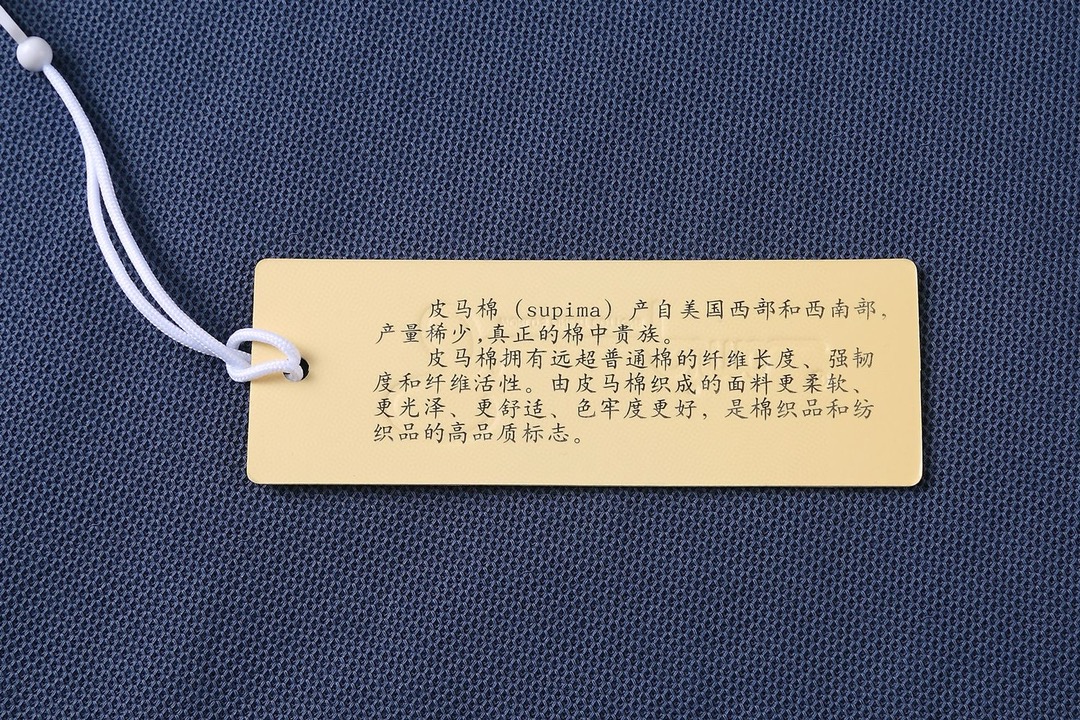 皮马棉（supima）产自美国西部和西南部，
产量稀少,真正的棉中贵族。
皮马棉拥有远超普通棉的纤维长度、强韧
度和纤维活性。由皮马棉织成的面料更柔软、
更光泽、更舒适、色牢度更好，是棉织品和纺
织品的高品质标志。